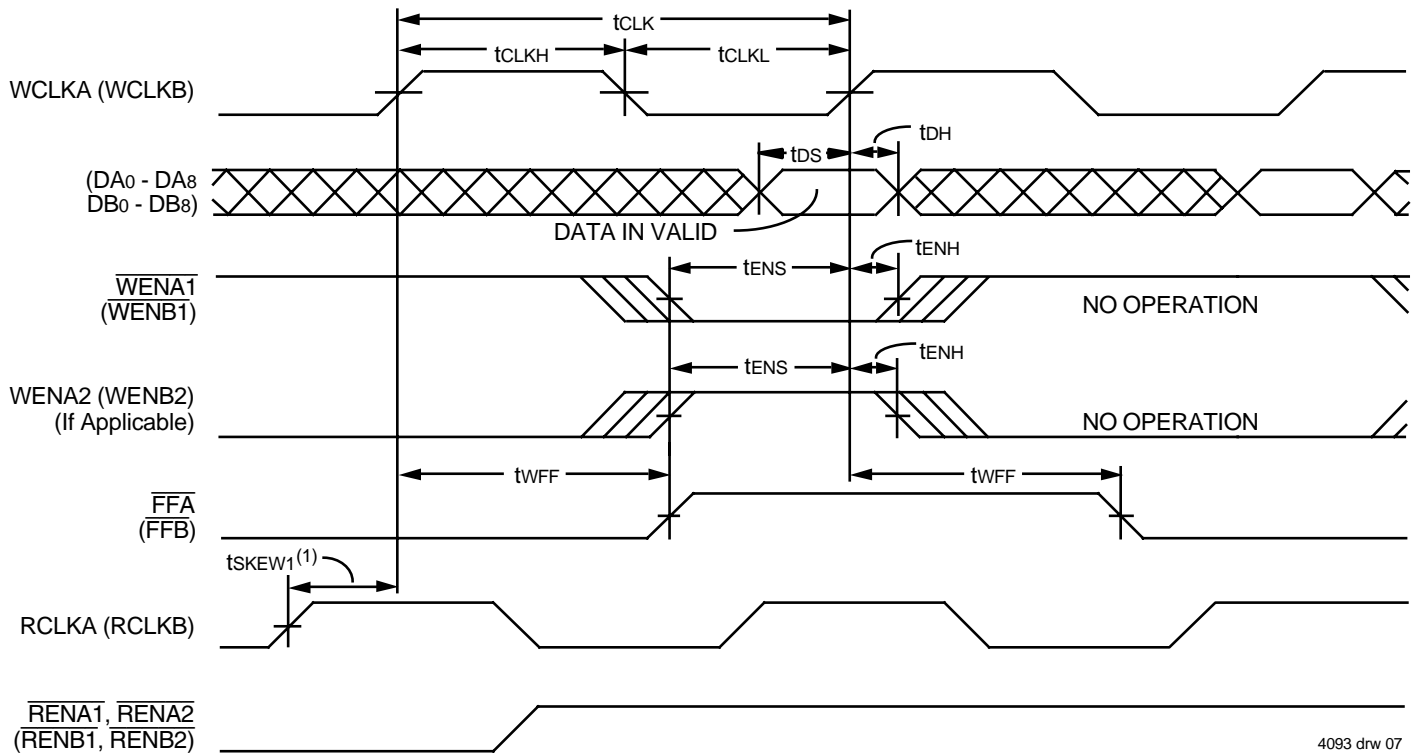 tCLK
tCLKH
tCLKL
WCLKA (WCLKB)
tDH
tDS
(DA0 - DA8
DB0 - DB8)
DATA IN VALID
tENH
tENS
WENA1
(WENB1)
NO OPERATION
tENH
tENS
WENA2 (WENB2)
(If Applicable)
NO OPERATION
tWFF
tWFF
FFA
(FFB)
tSKEW1(1)
RCLKA (RCLKB)
RENA1, RENA2
(RENB1, RENB2)
4093 drw 07